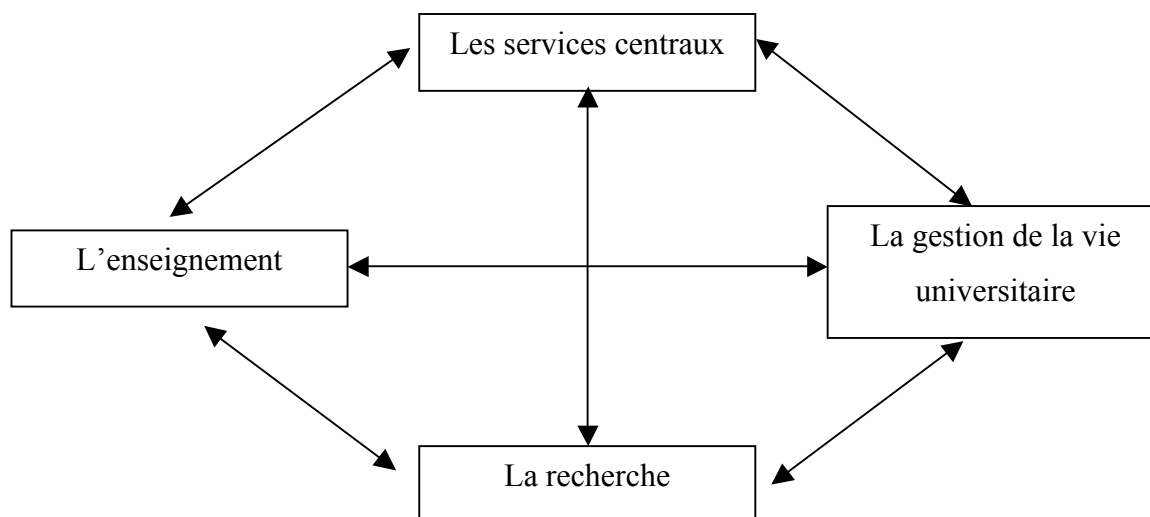 Les services centraux
L’enseignement
La gestion de la vie
universitaire
La recherche